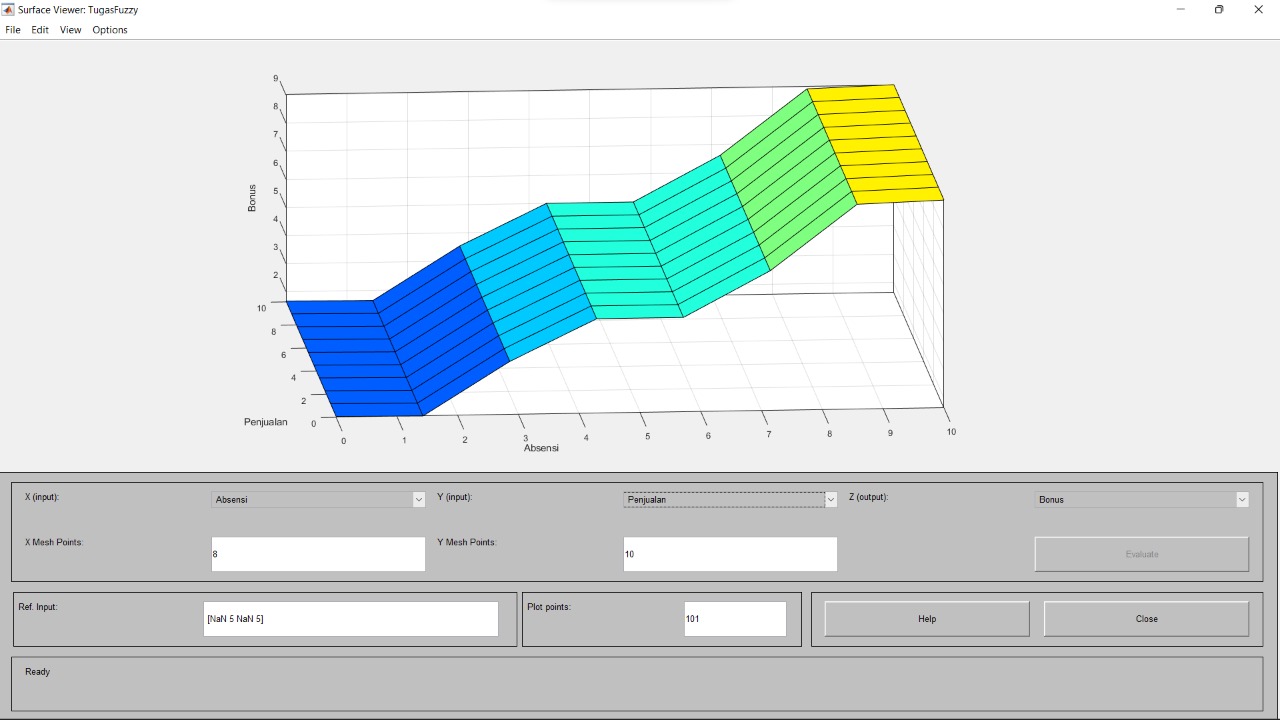 Surface Viewer: TugasFuzzy
File Edit View Options
9
8
7
6
5
4
3
2
Bonus
10
8
6
4
2
0
Penjualan
0 1 2 3 4 5 6 7 8 9 10
Absensi
X (input): Absensi Y (input): Penjualan Z (output): Bonus
X Mesh Points: 8 Y Mesh Points: 10 Evaluate
Ref. Input: [NaN 5 NaN 5] Plot points: 101 Help Close
Ready